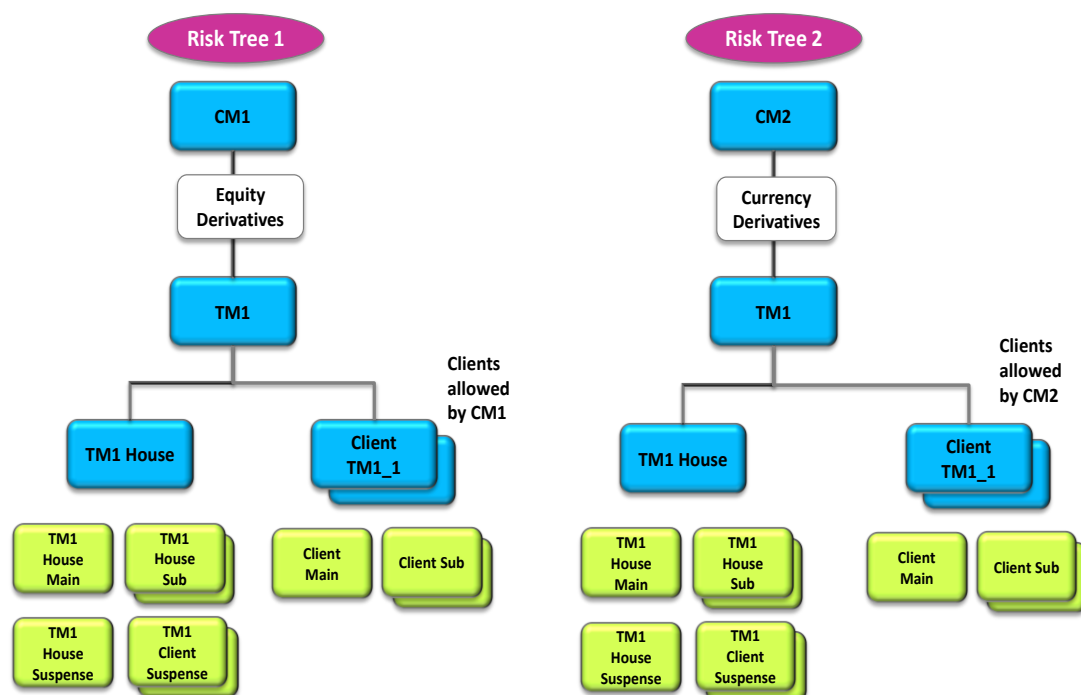 Risk Tree 1
CM1
Equity
Derivatives
TM1
Clients
allowed
by CM1
TM1 House
Client
TM1_1
TM1
House
Main
TM1
House
Sub
Client
Main
Client Sub
TM1
House
Suspense
TM1
Client
Suspense
Risk Tree 2
CM2
Currency
Derivatives
TM1
Clients
allowed
by CM2
TM1 House
Client
TM1_1
TM1
House
Main
TM1
House
Sub
Client
Main
Client Sub
TM1
House
Suspense
TM1
Client
Suspense